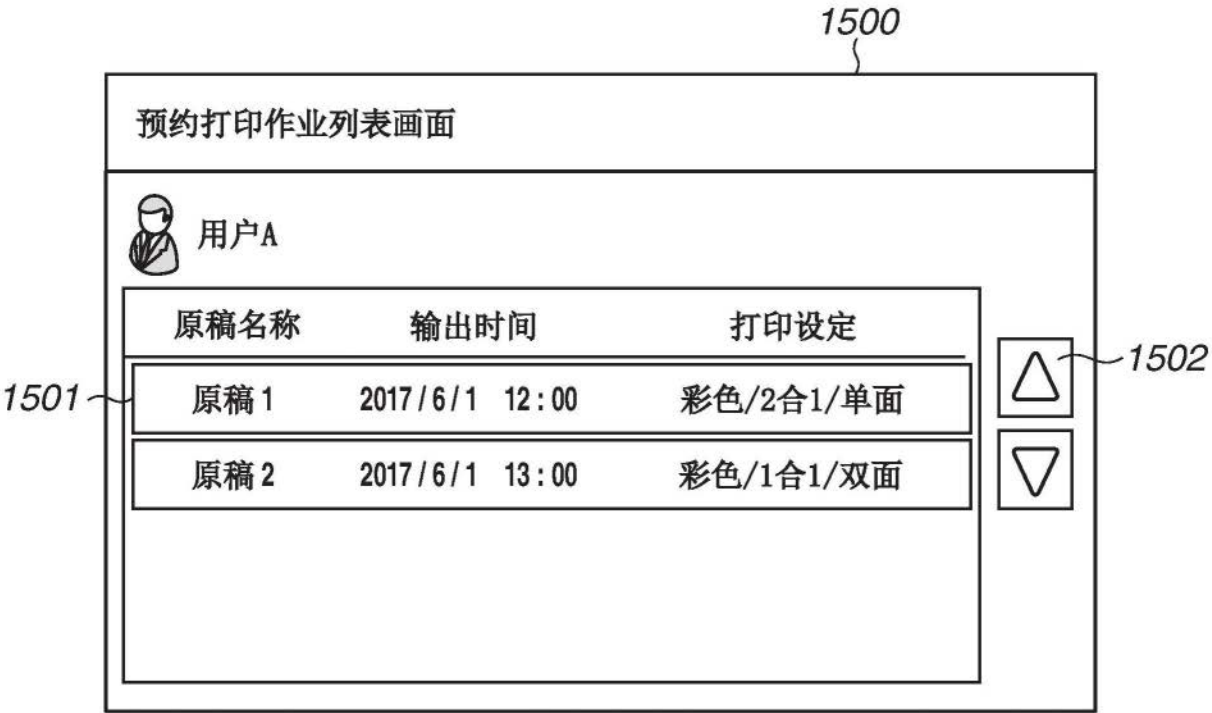 1500
预约打印作业列表画面
用户A
原稿名称 输出时间 打印设定
1501 原稿1 2017/6/1 12:00 彩色/2合1/单面 1502
原稿2 2017/6/1 13:00 彩色/1合1/双面